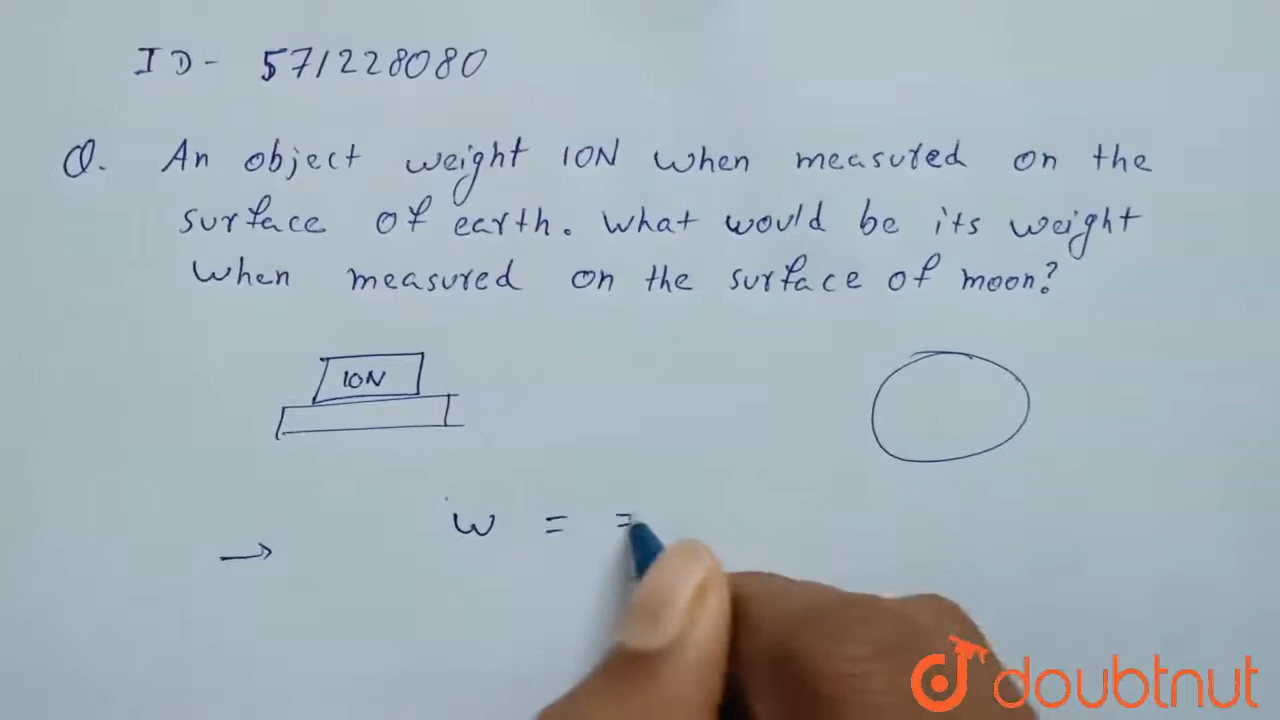 ID- 571228080
Q. An object weight 10N when measured on the
surface of earth. What would be its weight
when measured on the surface of moon?
10N
→ w = =
doubtnut